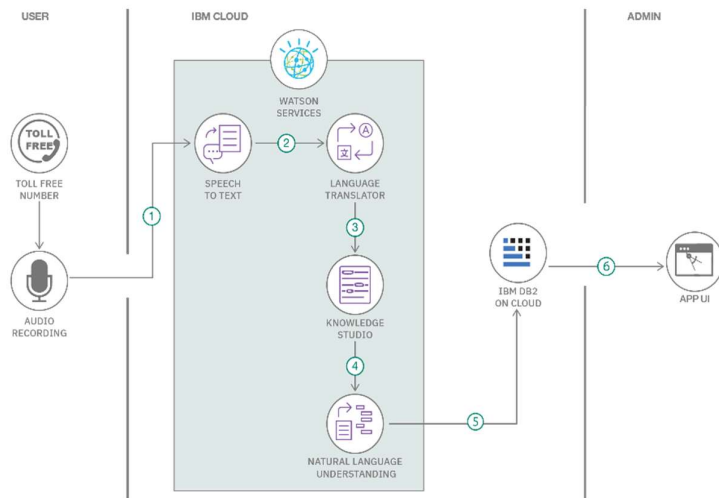 USER
IBM CLOUD
ADMIN
WATSON
SERVICES
TOLL
FREE
TOLL FREE
NUMBER
1
AUDIO
RECORDING
SPEECH
TO TEXT
2
A
文
LANGUAGE
TRANSLATOR
3
KNOWLEDGE
STUDIO
4
NATURAL LANGUAGE
UNDERSTANDING
5
IBM DB2
ON CLOUD
6
APP UI